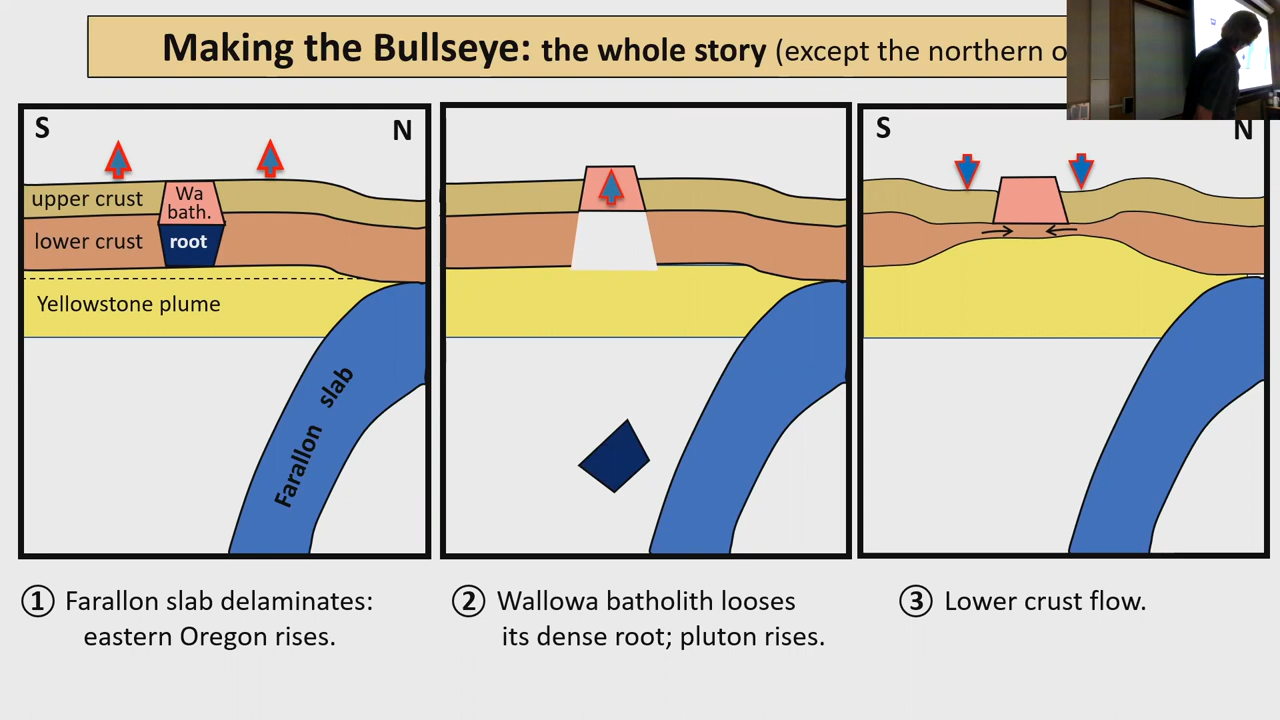 Making the Bullseye: the whole story (except the northern
S
N
upper crust
Wa
bath.
lower crust
root
Yellowstone plume
Farallon slab
S
N
① Farallon slab delaminates:
eastern Oregon rises.
② Wallowa batholith looses
its dense root; pluton rises.
③ Lower crust flow.